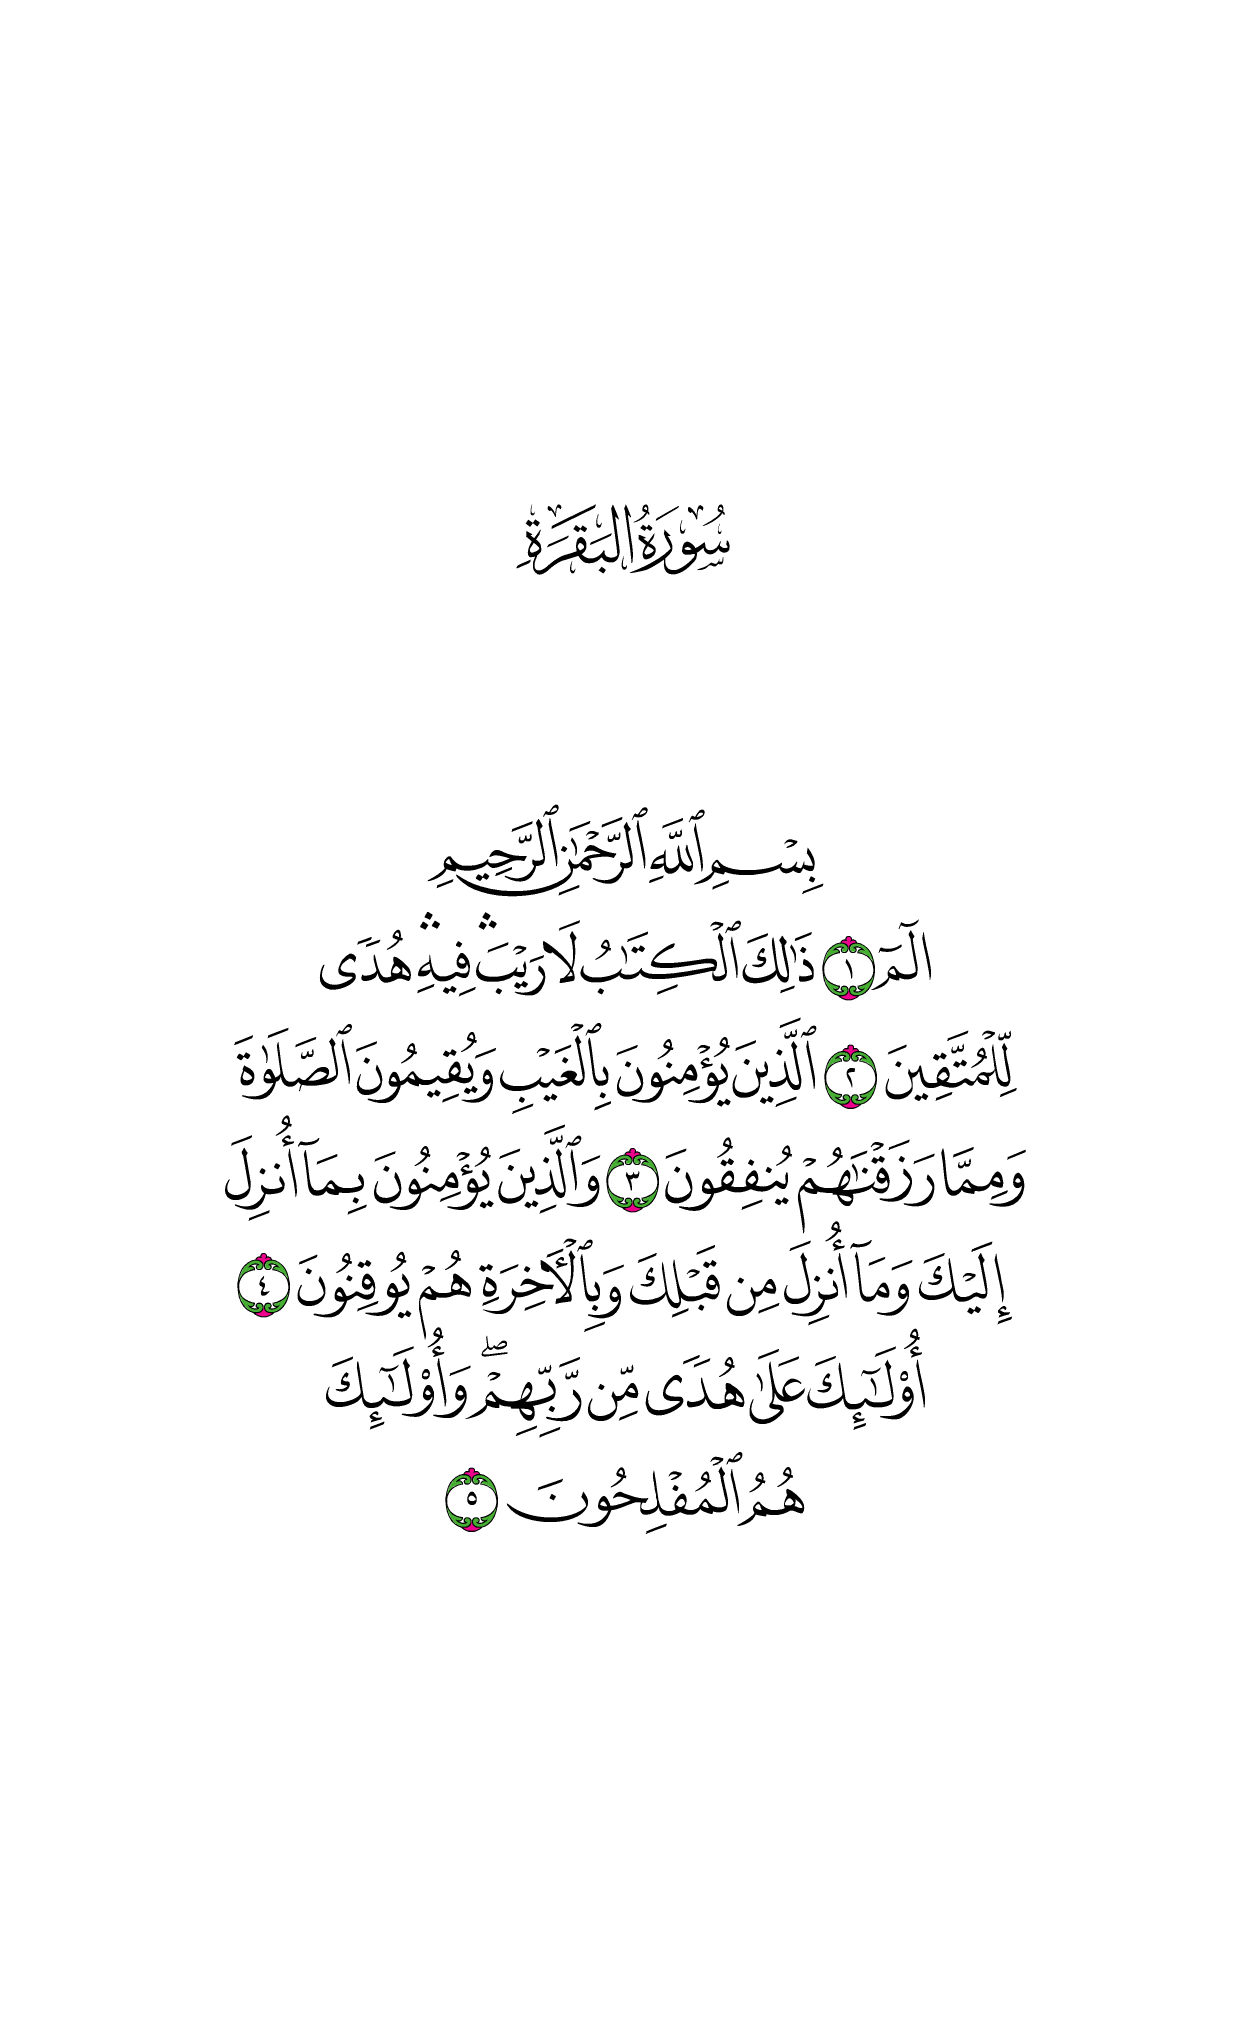 سُورَةُ البَقَرَةِ
بِسۡمِ ٱللَّهِ ٱلرَّحۡمَٰنِ ٱلرَّحِيمِ
الٓمٓ ١ ذَٰلِكَ ٱلۡكِتَٰبُ لَا رَيۡبَۛ فِيهِۛ هُدٗى
لِّلۡمُتَّقِينَ ٢ ٱلَّذِينَ يُؤۡمِنُونَ بِٱلۡغَيۡبِ وَيُقِيمُونَ ٱلصَّلَوٰةَ
وَمِمَّا رَزَقۡنَٰهُمۡ يُنفِقُونَ ٣ وَٱلَّذِينَ يُؤۡمِنُونَ بِمَآ أُنزِلَ
إِلَيۡكَ وَمَآ أُنزِلَ مِن قَبۡلِكَ وَبِٱلۡأٓخِرَةِ هُمۡ يُوقِنُونَ ٤
أُوْلَٰٓئِكَ عَلَىٰ هُدٗى مِّن رَّبِّهِمۡۖ وَأُوْلَٰٓئِكَ
هُمُ ٱلۡمُفۡلِحُونَ ٥